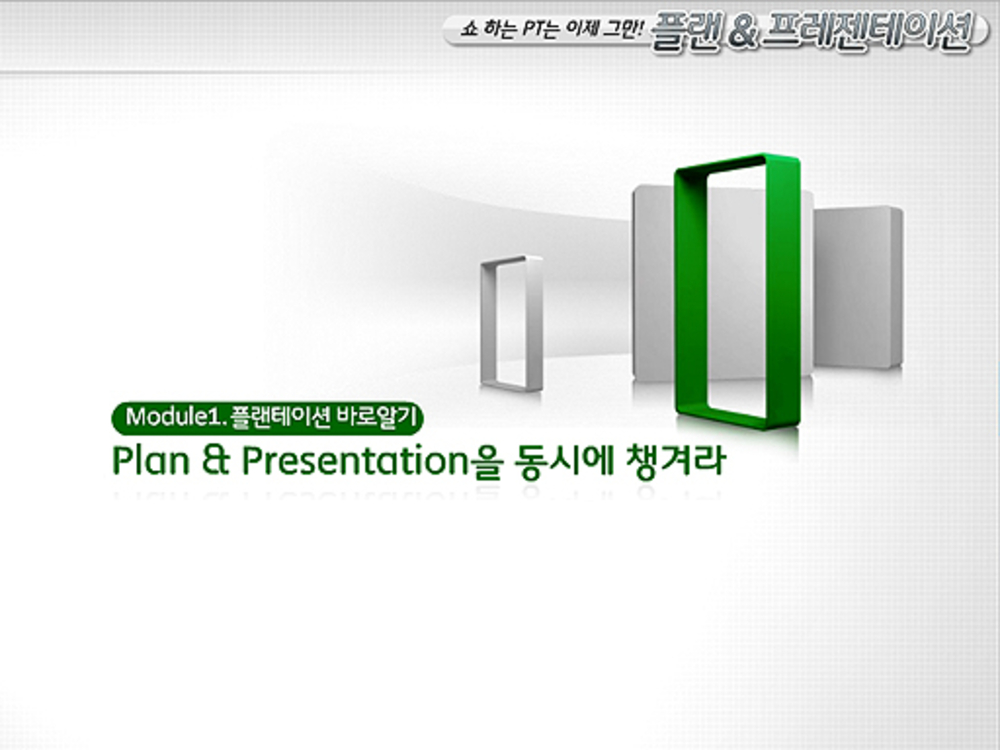 쇼 하는 PT는 이제 그만! 플랜 & 프레젠테이션
Module1. 플랜테이션 바로알기
Plan & Presentation을 동시에 챙겨라